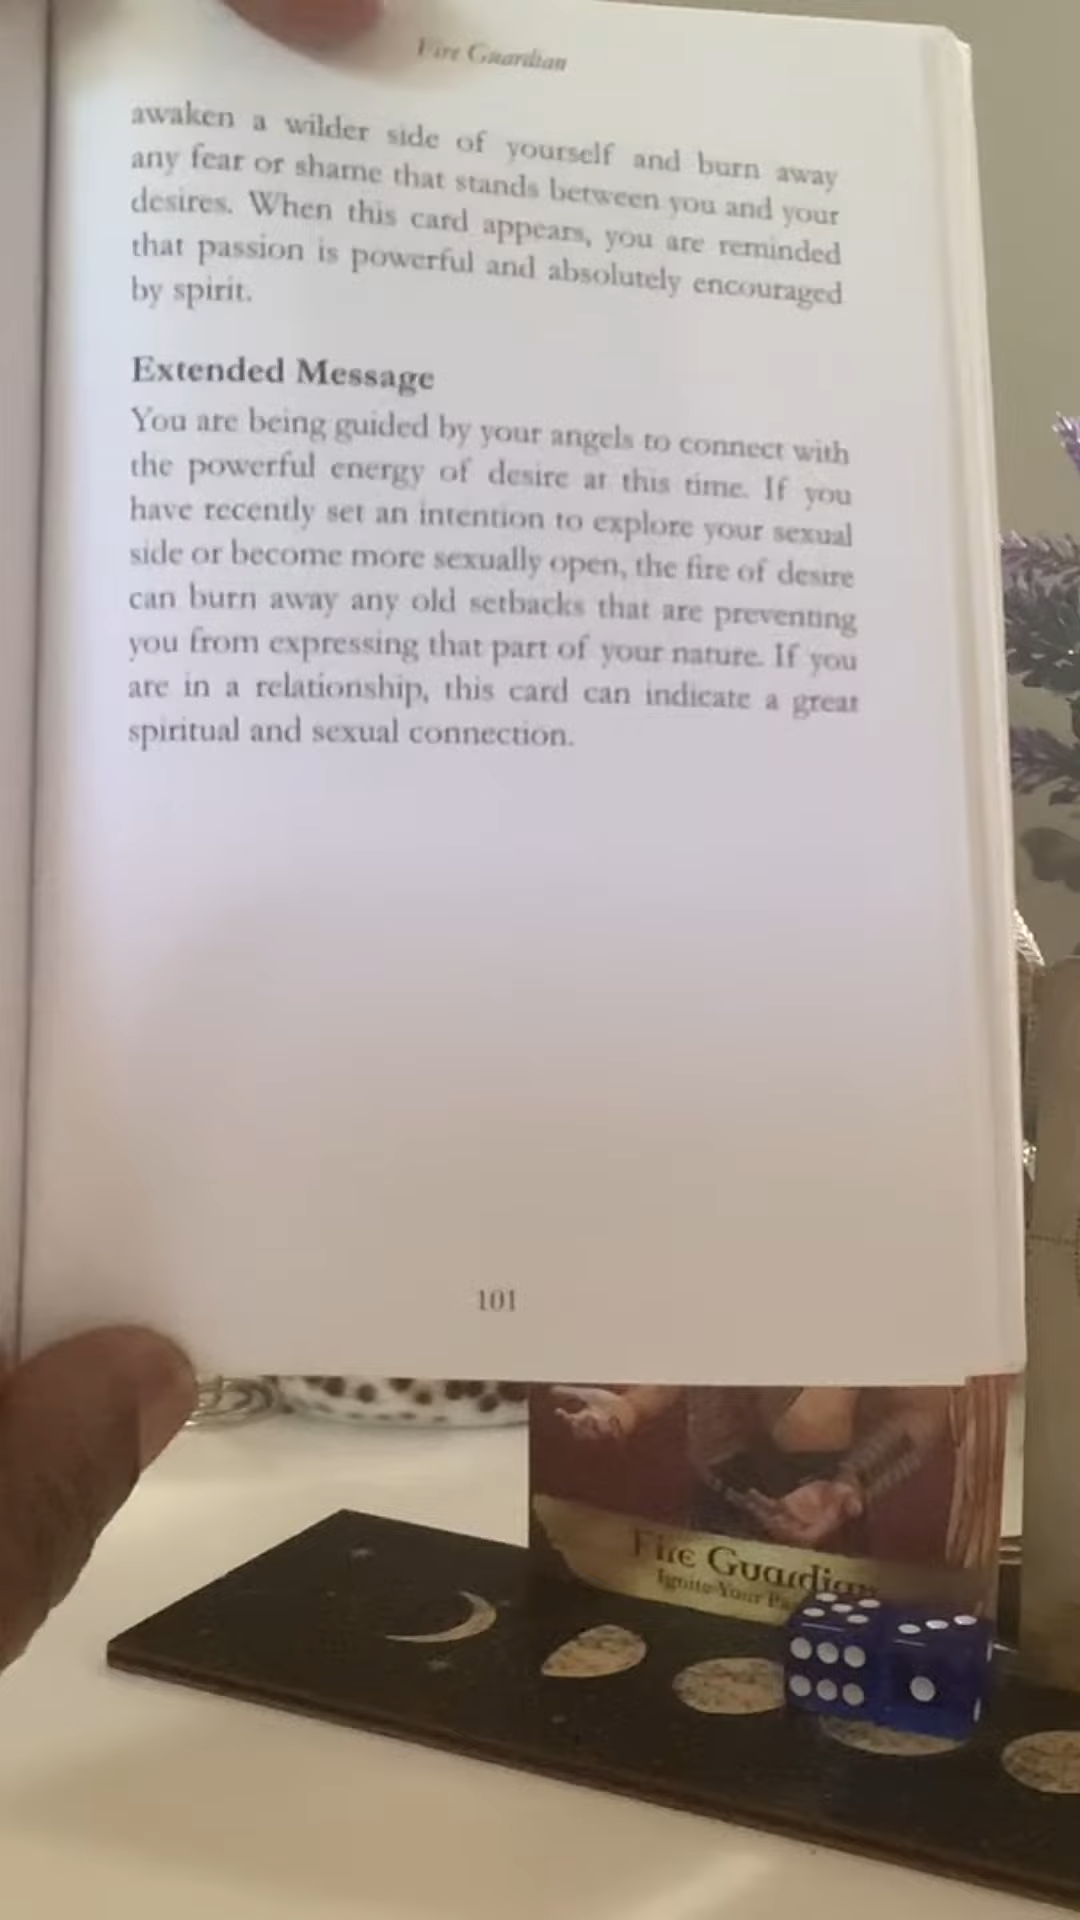 Fire Guardian
awaken a wilder side of yourself and burn away
any fear or shame that stands between you and your
desires. When this card appears, you are reminded
that passion is powerful and absolutely encouraged
by spirit.
Extended Message
You are being guided by your angels to connect with
the powerful energy of desire at this time. If you
have recently set an intention to explore your sexual
side or become more sexually open, the fire of desire
can burn away any old setbacks that are preventing
you from expressing that part of your nature. If you
are in a relationship, this card can indicate a great
spiritual and sexual connection.
101
Fire Guardian
Ignite Your